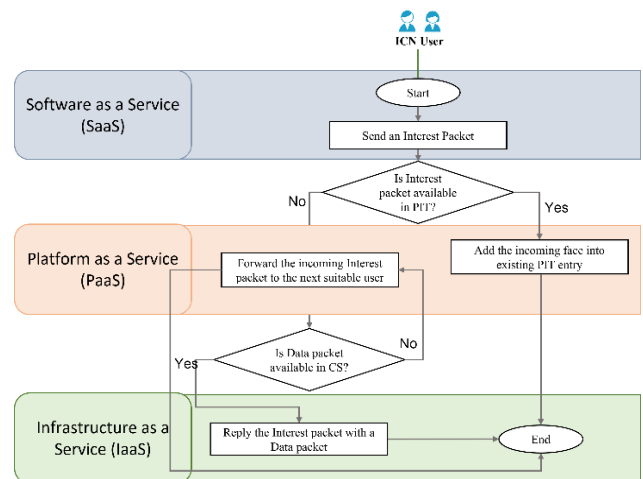 ICN User
Software as a Service
(SaaS)
Start
Send an Interest Packet
Is Interest
packet available
in PIT?
No
Yes
Platform as a Service
(PaaS)
Forward the incoming Interest
packet to the next suitable user
Add the incoming face into
existing PIT entry
Is Data packet
available in CS?
No
Yes
Infrastructure as a
Service (IaaS)
Reply the Interest packet with a
Data packet
End